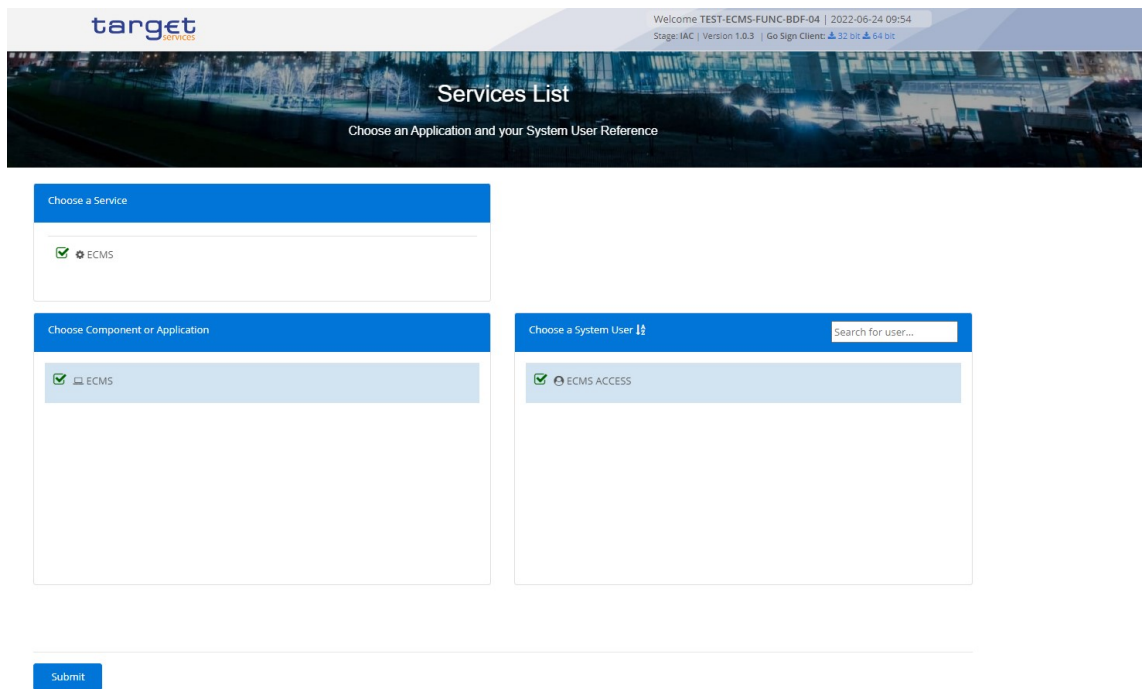 target
services
Welcome TEST-ECMS-FUNC-BDF-04 | 2022-06-24 09:54
Stage: IAC | Version 1.0.3 | Go Sign Client: 32 bit 64 bit
Services List
Choose an Application and your System User Reference
Choose a Service
ECMS
Choose Component or Application
ECMS
Choose a System User
Search for user...
ECMS ACCESS
Submit